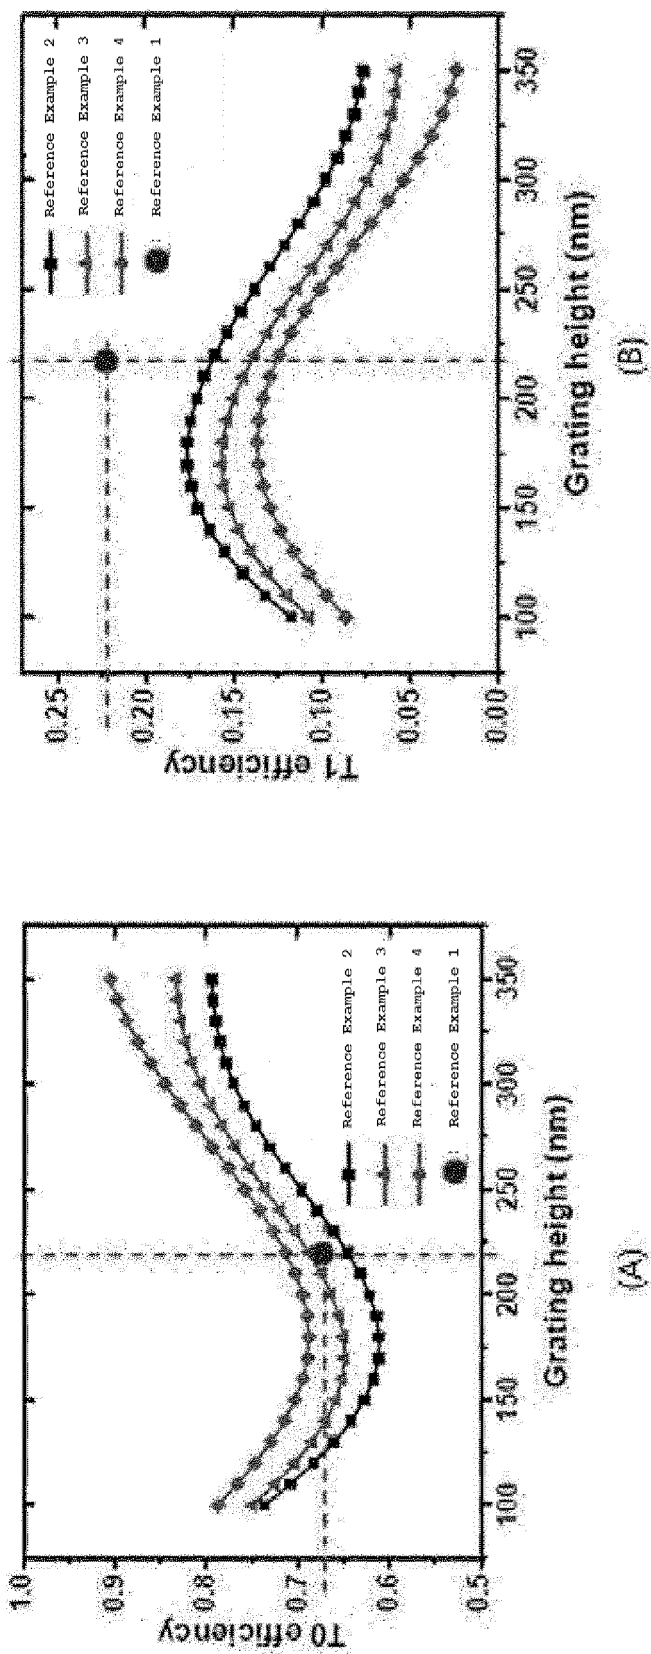 T0 efficiency
1.0
0.9
0.8
0.7
0.6
0.5
Reference Example 2
Reference Example 3
Reference Example 4
Reference Example 1
100
150
200
250
300
350
Grating height (nm)
(A)
T1 efficiency
0.25
0.20
0.15
0.10
0.05
0.00
Reference Example 2
Reference Example 3
Reference Example 4
Reference Example 1
100
150
200
250
300
350
Grating height (nm)
(B)